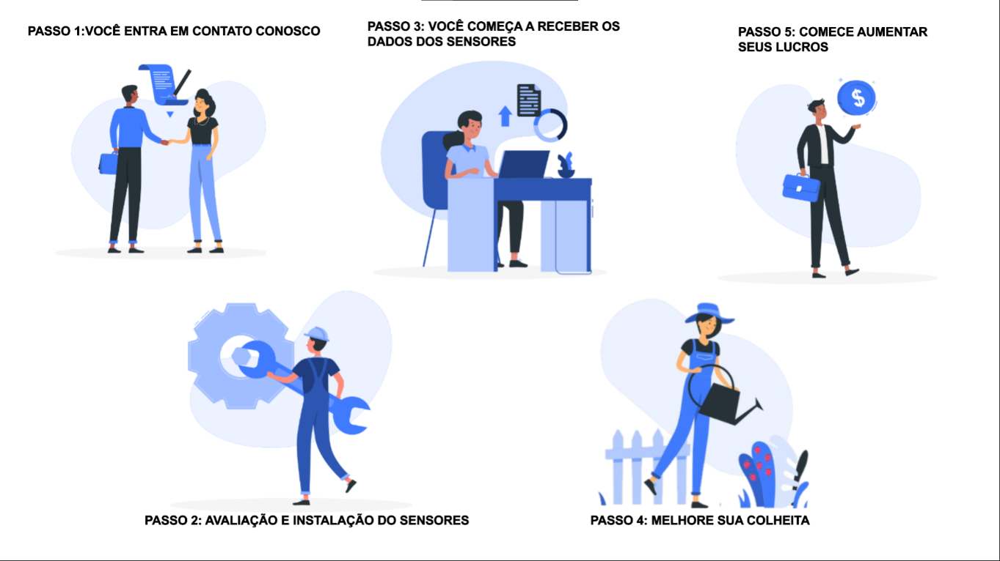 PASSO 1:VOCÊ ENTRA EM CONTATO CONOSCO
PASSO 3: VOCÊ COMEÇA A RECEBER OS
DADOS DOS SENSORES
PASSO 5: COMECE AUMENTAR
SEUS LUCROS
$
PASSO 2: AVALIAÇÃO E INSTALAÇÃO DO SENSORES
PASSO 4: MELHORE SUA COLHEITA